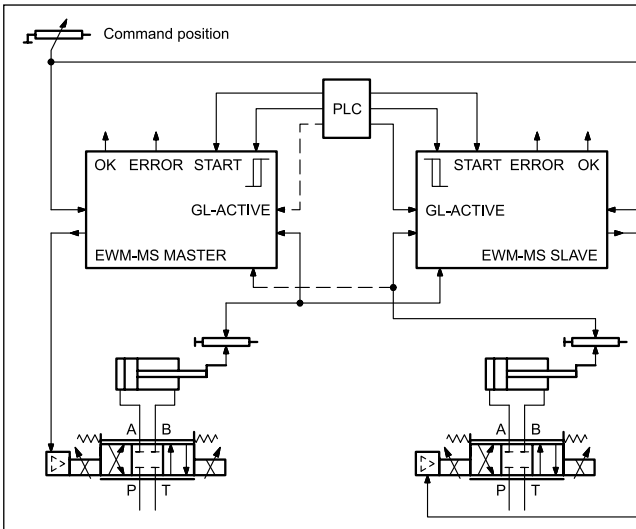 Command position
PLC
OK ERROR START
START ERROR OK
GL-ACTIVE
GL-ACTIVE
EWM-MS MASTER
EWM-MS SLAVE
A B
A B
P T
P T